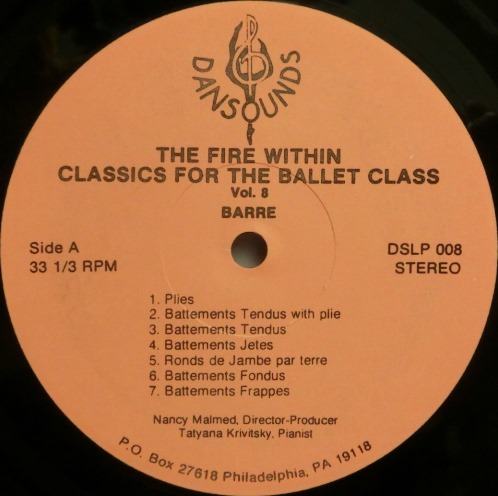 DANSOUNDS
THE FIRE WITHIN
CLASSICS FOR THE BALLET CLASS
Vol. 8
BARRE
Side A
33 1/3 RPM
DSLP 008
STEREO
1. Plies
2. Battements Tendus with plie
3. Battements Tendus
4. Battements Jetes
5. Ronds de Jambe par terre
6. Battements Fondus
7. Battements Frappes
Nancy Malmed, Director-Producer
Tatyana Krivitsky, Pianist
P.O. Box 27618 Philadelphia, PA 19118